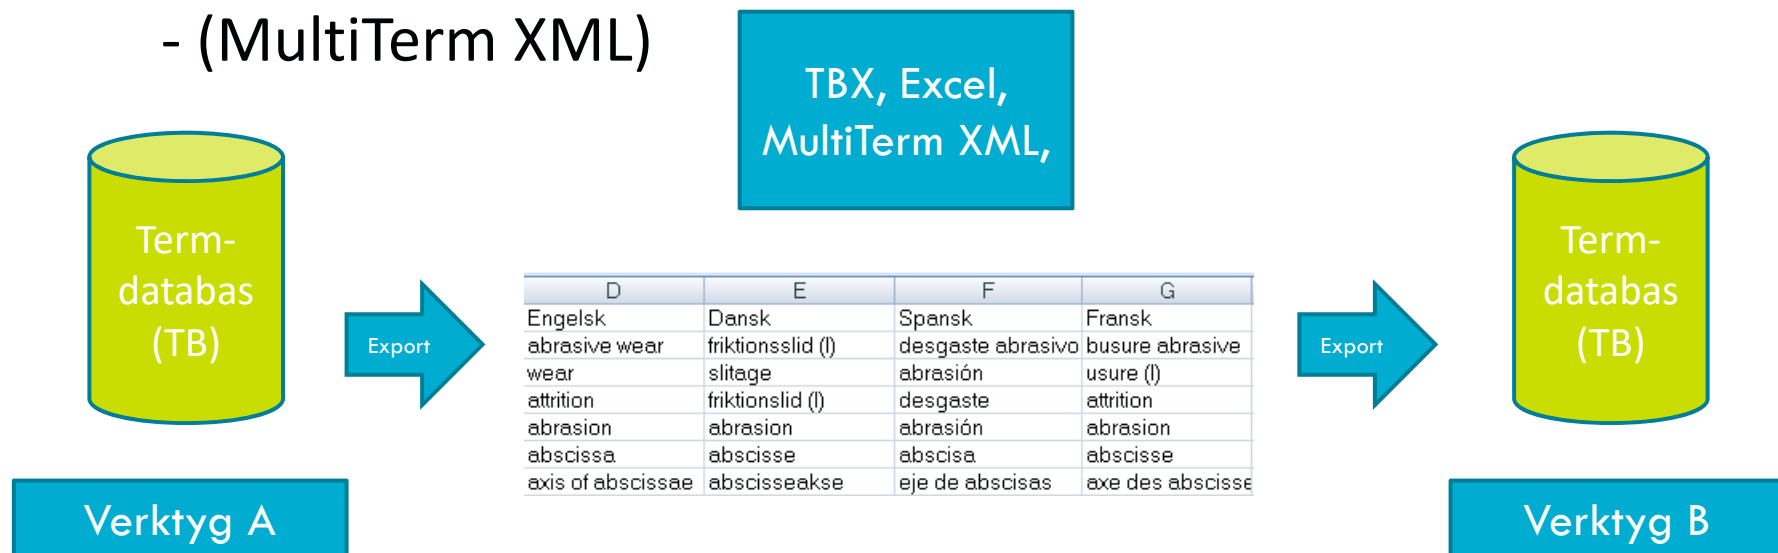 - (MultiTerm XML)
TBX, Excel,
MultiTerm XML,
Term-
databas
(TB)
Export
D E F G
Engelsk Dansk Spansk Fransk
abrasive wear friktionsslid (l) desgaste abrasivo busure abrasive
wear slitage abrasión usure (l)
attrition friktionslid (l) desgaste attrition
abrasion abrasion abrasión abrasion
abscissa abscisse abscisa abscisse
axis of abscissae abscisseakse eje de abscisas axe des abscisse
Export
Term-
databas
(TB)
Verktyg A
Verktyg B